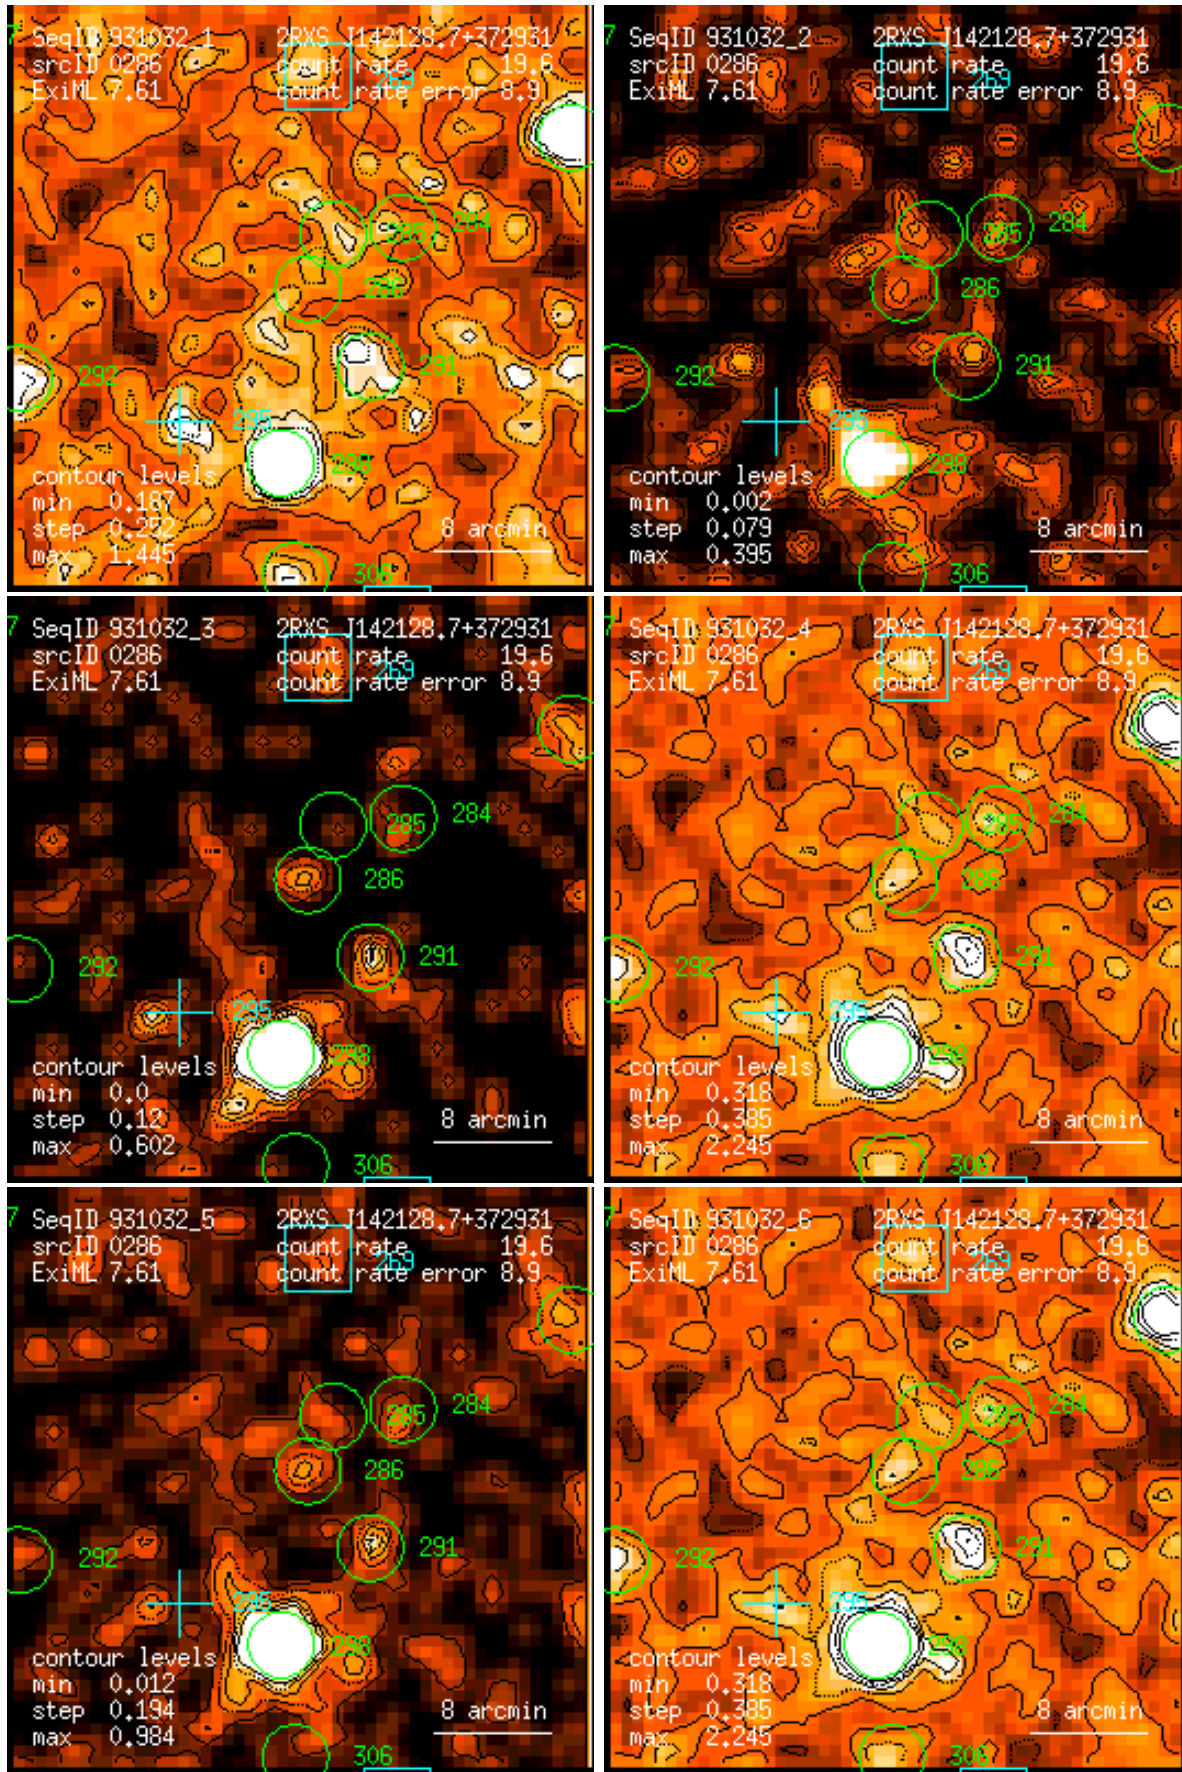 SeqID 931032_1 2RXS J142128.7+372931
srcID 0286 count rate 19.6
ExiML 7.61 count rate error 8.9
7
269
284
285
286
291
292
295
298
306
contour levels
min 0.187
step 0.252
max 1.445
8 arcmin
SeqID 931032_2 2RXS J142128.7+372931
srcID 0286 count rate 19.6
ExiML 7.61 count rate error 8.9
7
269
284
285
286
291
292
295
298
306
contour levels
min 0.002
step 0.079
max 0.395
8 arcmin
SeqID 931032_3 2RXS J142128.7+372931
srcID 0286 count rate 19.6
ExiML 7.61 count rate error 8.9
7
269
284
285
286
291
292
295
298
306
contour levels
min 0.0
step 0.12
max 0.602
8 arcmin
SeqID 931032_4 2RXS J142128.7+372931
srcID 0286 count rate 19.6
ExiML 7.61 count rate error 8.9
7
269
284
285
286
291
292
295
298
306
contour levels
min 0.318
step 0.385
max 2.245
8 arcmin
SeqID 931032_5 2RXS J142128.7+372931
srcID 0286 count rate 19.6
ExiML 7.61 count rate error 8.9
7
269
284
285
286
291
292
295
298
306
contour levels
min 0.012
step 0.194
max 0.984
8 arcmin
SeqID 931032_6 2RXS J142128.7+372931
srcID 0286 count rate 19.6
ExiML 7.61 count rate error 8.9
7
269
284
285
286
291
292
295
298
306
contour levels
min 0.318
step 0.385
max 2.245
8 arcmin